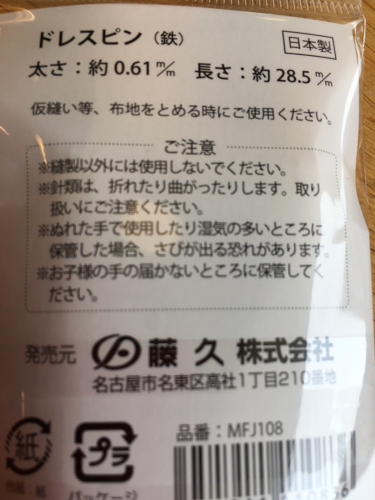 ドレスピン（鉄）
日本製
太さ：約 0.61㎜ 長さ：約 28.5㎜
仮縫い等、布地をとめる時にご使用ください。
ご注意
※縫製以外には使用しないでください。
※針類は、折れたり曲がったりします。取り
扱いにご注意ください。
※ぬれた手で使用したり湿気の多いところに
保管した場合、さびが出る恐れがあります。
※お子様の手の届かないところに保管してく
ださい。
発売元 藤久 株式会社
名古屋市名東区高社1丁目210番地
品番：MFJ108
紙
プラ
パッケージ